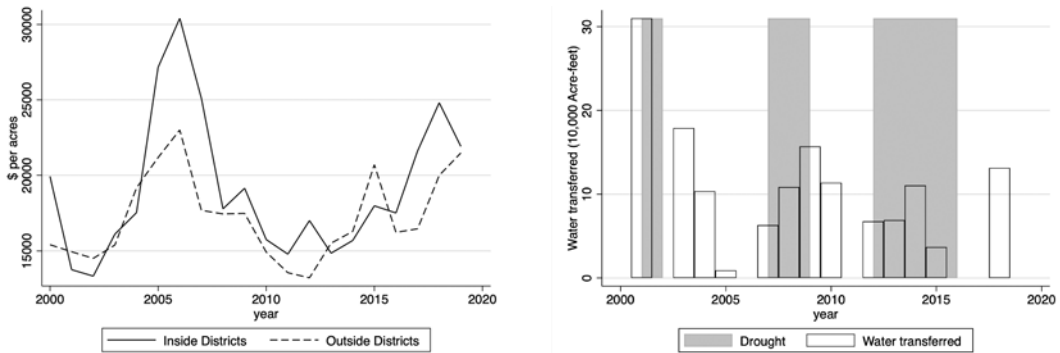 $ per acres
30000
25000
20000
15000
2000
2005
2010
2015
2020
year
Inside Districts
Outside Districts
Water transferred (10,000 Acre-feet)
30
20
10
0
2000
2005
2010
2015
2020
year
Drought
Water transferred